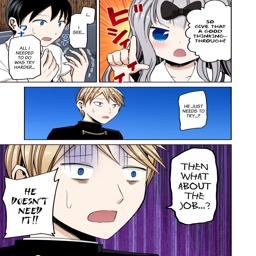 SO
GIVE THAT
A GOOD
THINKING-
THROUGH!
I...
SEE...
ALL I
NEEDED TO
DO WAS
TRY
HARDER...
HE JUST
NEEDS TO
TRY...?
THEN
WHAT
ABOUT
THE
JOB...?
HE
DOESN'T
NEED
IT!!